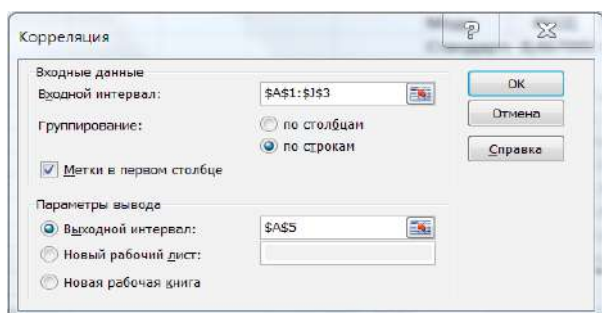 Корреляция
Входные данные
Входной интервал:
$A$1:$J$3
Группирование:
по столбцам
по строкам
Метки в первом столбце
Параметры вывода
Выходной интервал:
$A$5
Новый рабочий лист:
Новая рабочая книга
?
ОК
Отмена
Справка